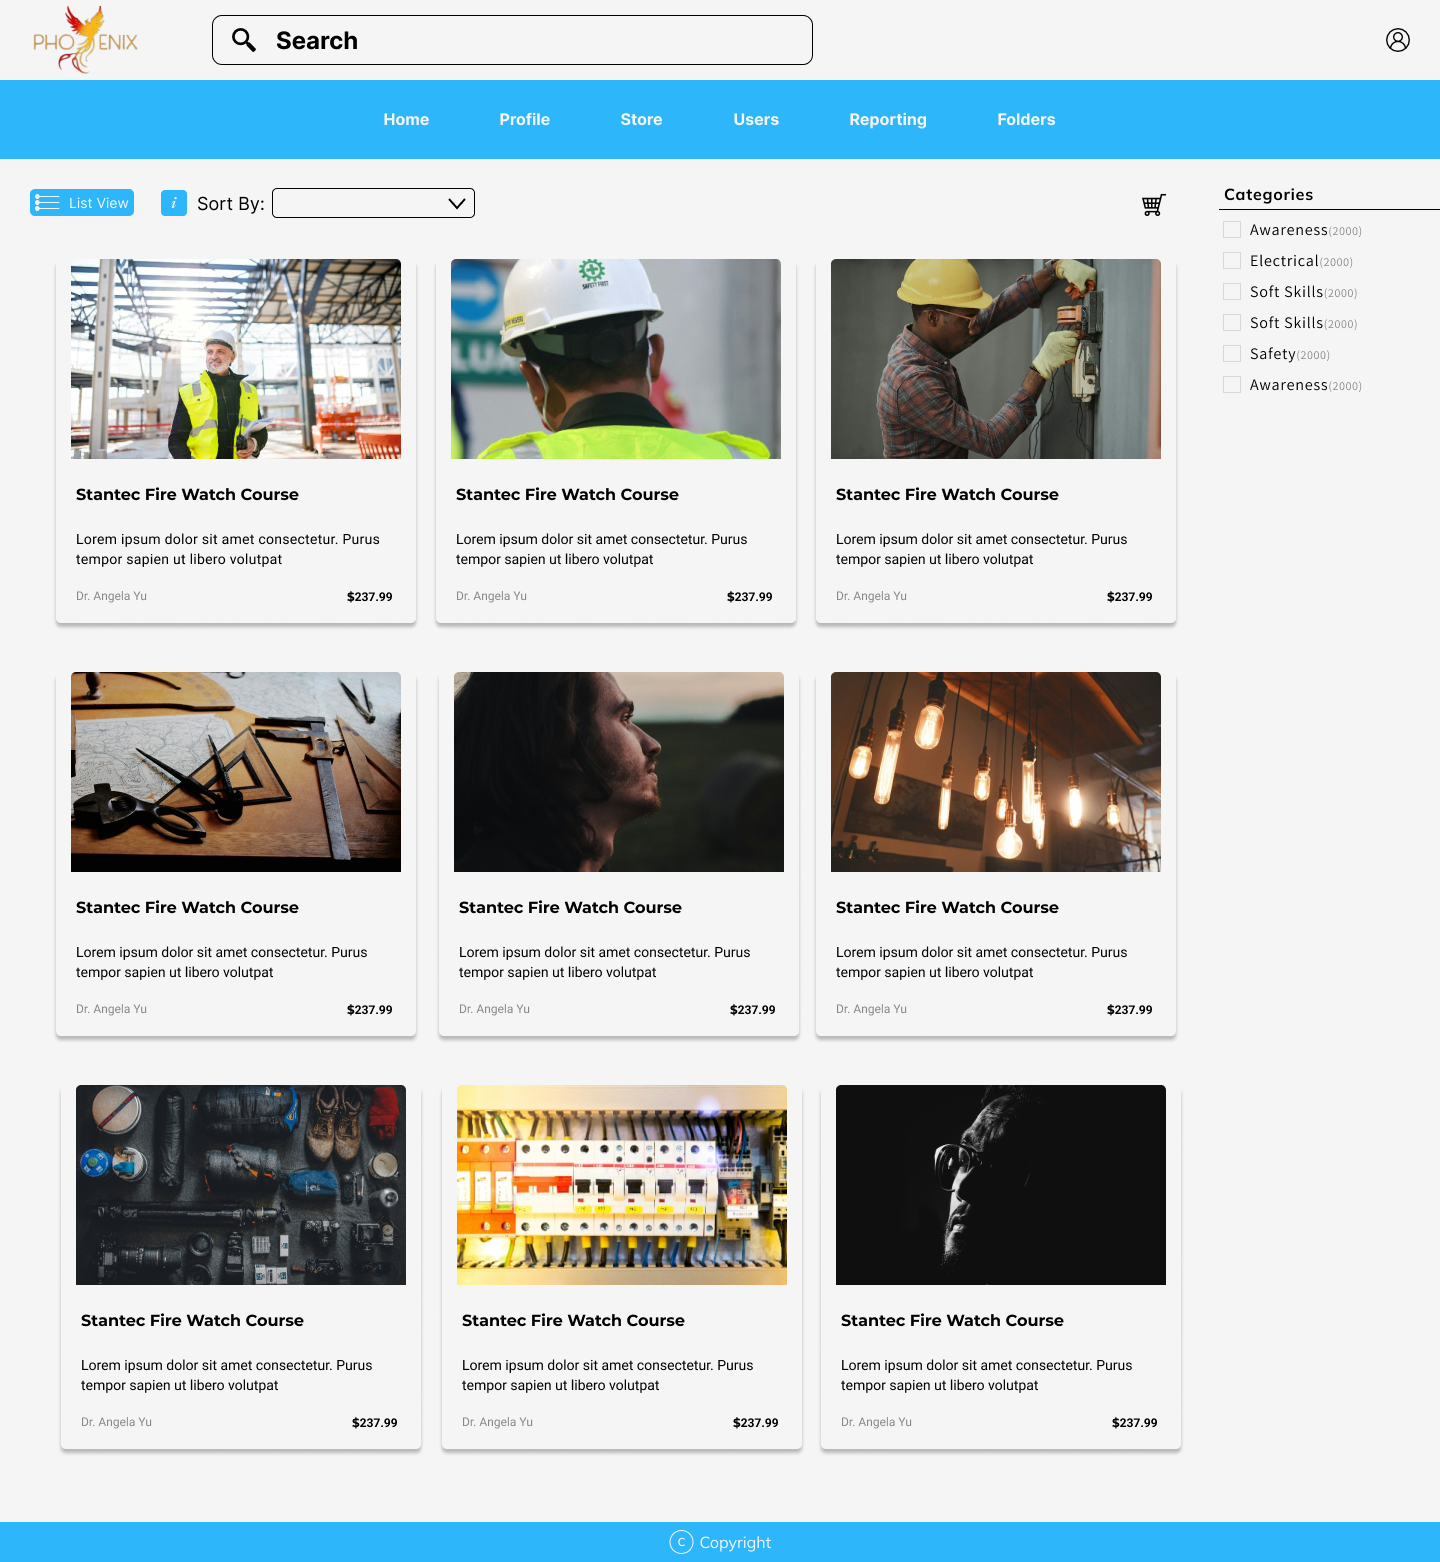 PHOENIX
Search
Home Profile Store Users Reporting Folders
List View
i
Sort By:
Categories
Awareness(2000)
Electrical(2000)
Soft Skills(2000)
Soft Skills(2000)
Safety(2000)
Awareness(2000)
SAFETY FIRST
LUA
Stantec Fire Watch Course
Lorem ipsum dolor sit amet consectetur. Purus
tempor sapien ut libero volutpat
Dr. Angela Yu
$237.99
Stantec Fire Watch Course
Lorem ipsum dolor sit amet consectetur. Purus
tempor sapien ut libero volutpat
Dr. Angela Yu
$237.99
Stantec Fire Watch Course
Lorem ipsum dolor sit amet consectetur. Purus
tempor sapien ut libero volutpat
Dr. Angela Yu
$237.99
Stantec Fire Watch Course
Lorem ipsum dolor sit amet consectetur. Purus
tempor sapien ut libero volutpat
Dr. Angela Yu
$237.99
Stantec Fire Watch Course
Lorem ipsum dolor sit amet consectetur. Purus
tempor sapien ut libero volutpat
Dr. Angela Yu
$237.99
Stantec Fire Watch Course
Lorem ipsum dolor sit amet consectetur. Purus
tempor sapien ut libero volutpat
Dr. Angela Yu
$237.99
Stantec Fire Watch Course
Lorem ipsum dolor sit amet consectetur. Purus
tempor sapien ut libero volutpat
Dr. Angela Yu
$237.99
Stantec Fire Watch Course
Lorem ipsum dolor sit amet consectetur. Purus
tempor sapien ut libero volutpat
Dr. Angela Yu
$237.99
Stantec Fire Watch Course
Lorem ipsum dolor sit amet consectetur. Purus
tempor sapien ut libero volutpat
Dr. Angela Yu
$237.99
C Copyright